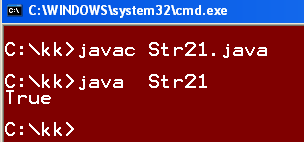 C:\WINDOWS\system32\cmd.exe
C:\kk>javac Str21.java
C:\kk>java  Str21
True
C:\kk>